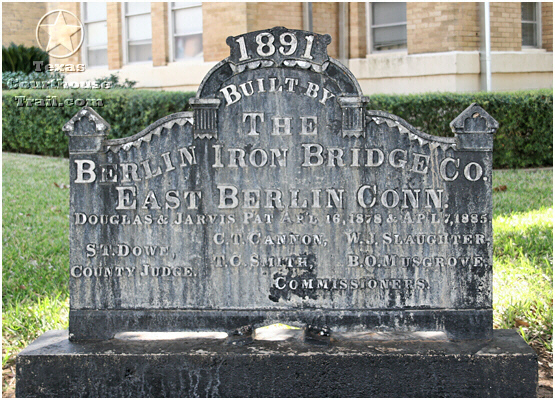 Texas
Courthouse
Trail.com
1891
BUILT BY
THE
BERLIN IRON BRIDGE CO.
EAST BERLIN CONN.
DOUGLAS & JARVIS PAT APL 16, 1878 & APL 7, 1885.
S.T. DOWE, C.T. CANNON, W.J. SLAUGHTER
COUNTY JUDGE. T.C. SMITH B.O. MUSGROVE
COMMISSIONERS.